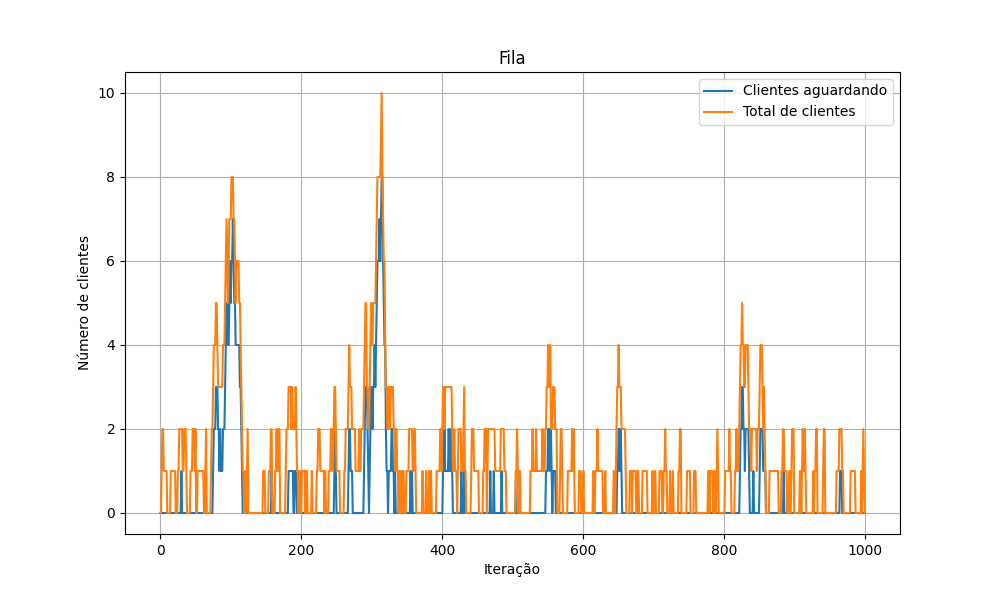 Fila
Clientes aguardando
Total de clientes
Número de clientes
10
8
6
4
2
0
0 200 400 600 800 1000
Iteração